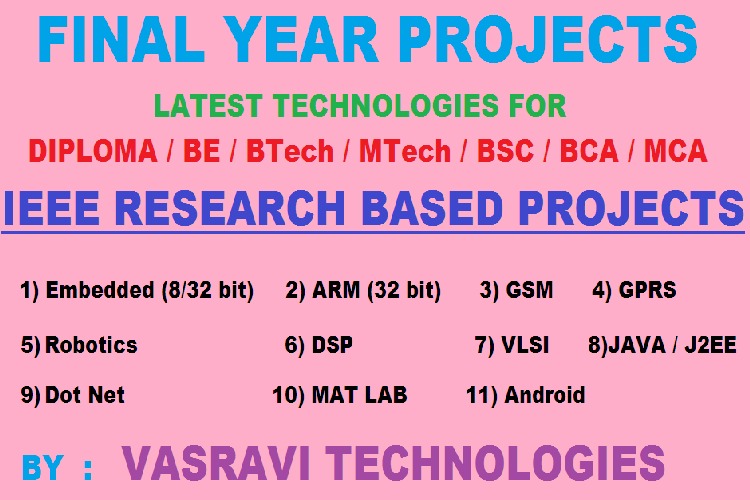 FINAL YEAR PROJECTS
LATEST TECHNOLOGIES FOR
DIPLOMA / BE / BTech / MTech / BSC / BCA / MCA
IEEE RESEARCH BASED PROJECTS
1) Embedded (8/32 bit) 2) ARM (32 bit) 3) GSM 4) GPRS
5) Robotics 6) DSP 7) VLSI 8)JAVA / J2EE
9) Dot Net 10) MAT LAB 11) Android
BY : VASRAVI TECHNOLOGIES